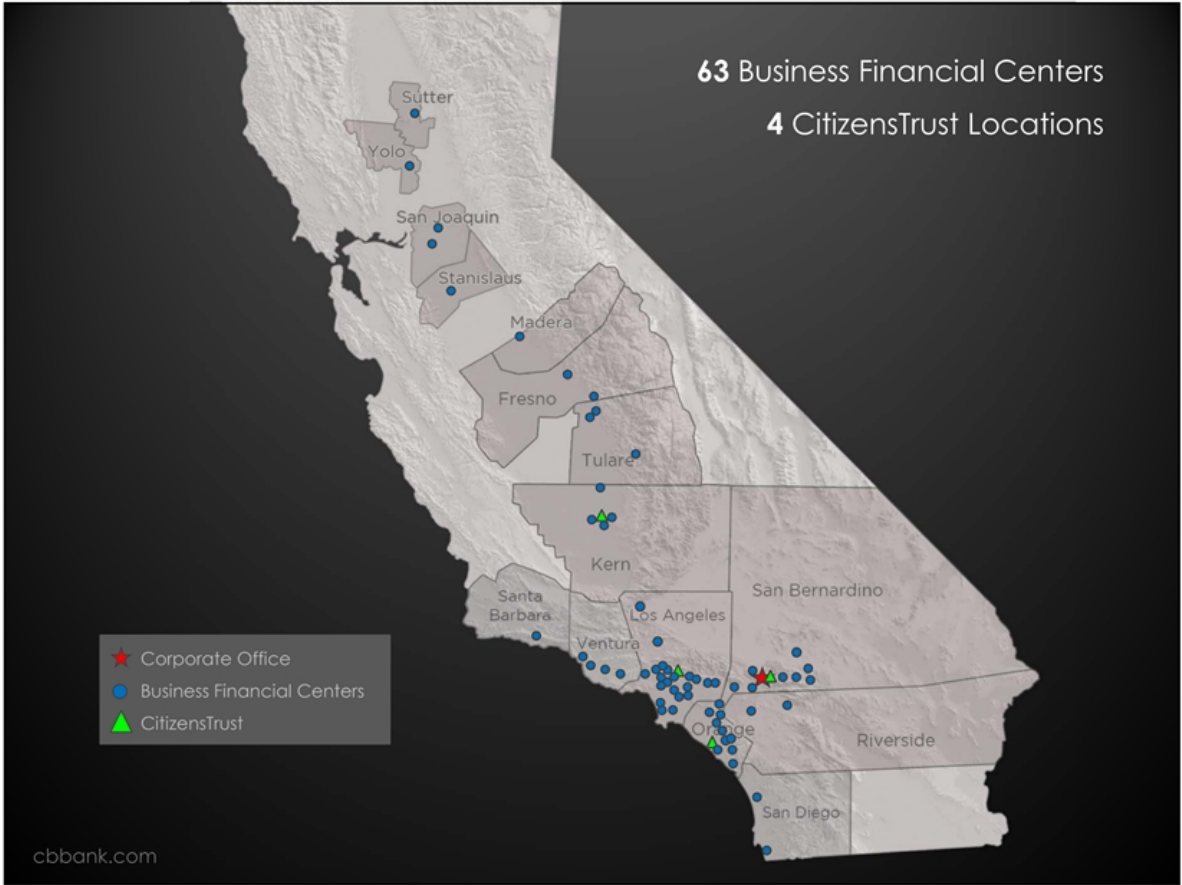 63 Business Financial Centers
4 CitizensTrust Locations
Sutter
Yolo
San Joaquin
Stanislaus
Madera
Fresno
Tulare
Kern
San Bernardino
Santa
Barbara
Los Angeles
Ventura
Corporate Office
Business Financial Centers
CitizensTrust
Orange
Riverside
San Diego
cbbank.com